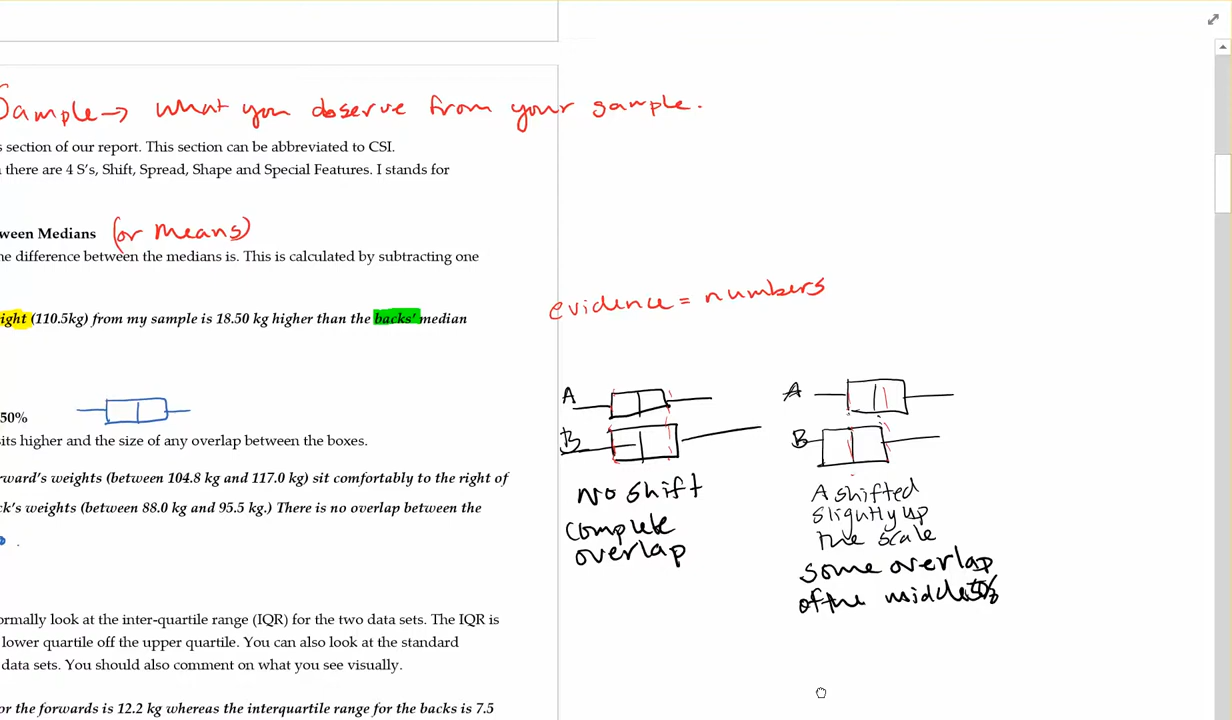 Sample → what you observe from your sample.
s section of our report. This section can be abbreviated to CSI.
there are 4 S's, Shift, Spread, Shape and Special Features. I stands for
ween Medians (or means)
ne difference between the medians is. This is calculated by subtracting one
evidence = numbers
ight (110.5kg) from my sample is 18.50 kg higher than the backs' median
A
A
50%
B
B
sits higher and the size of any overlap between the boxes.
rward's weights (between 104.8 kg and 117.0 kg) sit comfortably to the right of
ck's weights (between 88.0 kg and 95.5 kg.) There is no overlap between the
No shift
complete
overlap
A shifted
slightly up
the scale
some overlap
of the middle 50%
ormally look at the inter-quartile range (IQR) for the two data sets. The IQR is
lower quartile off the upper quartile. You can also look at the standard
data sets. You should also comment on what you see visually.
or the forwards is 12.2 kg whereas the interquartile range for the backs is 7.5